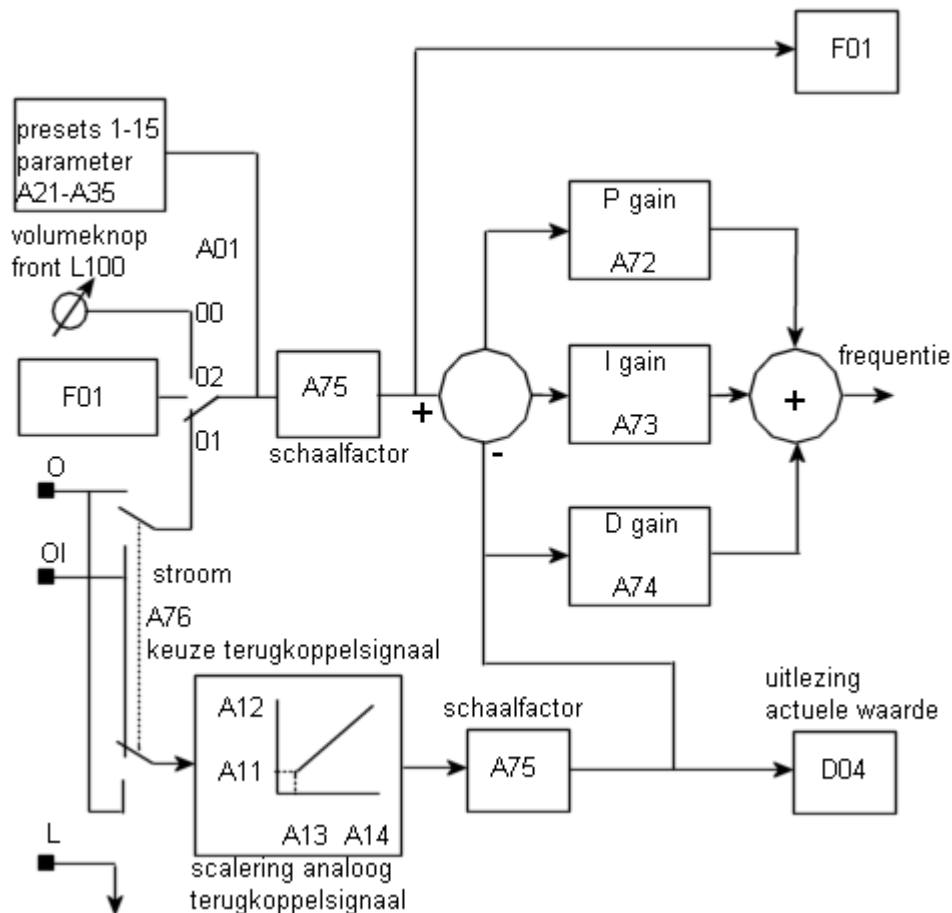 F01
presets 1-15
parameter
A21-A35
volumeknop
front L100
A01
00
02
F01
01
A75
schaalfactor
+
-
P gain
A72
I gain
A73
D gain
A74
+
frequentie
O
OI
L
stroom
A76
keuze terugkoppelsignaal
A12
A11
A13 A14
scalering analoog
terugkoppelsignaal
schaalfactor
A75
uitlezing
actuele waarde
D04